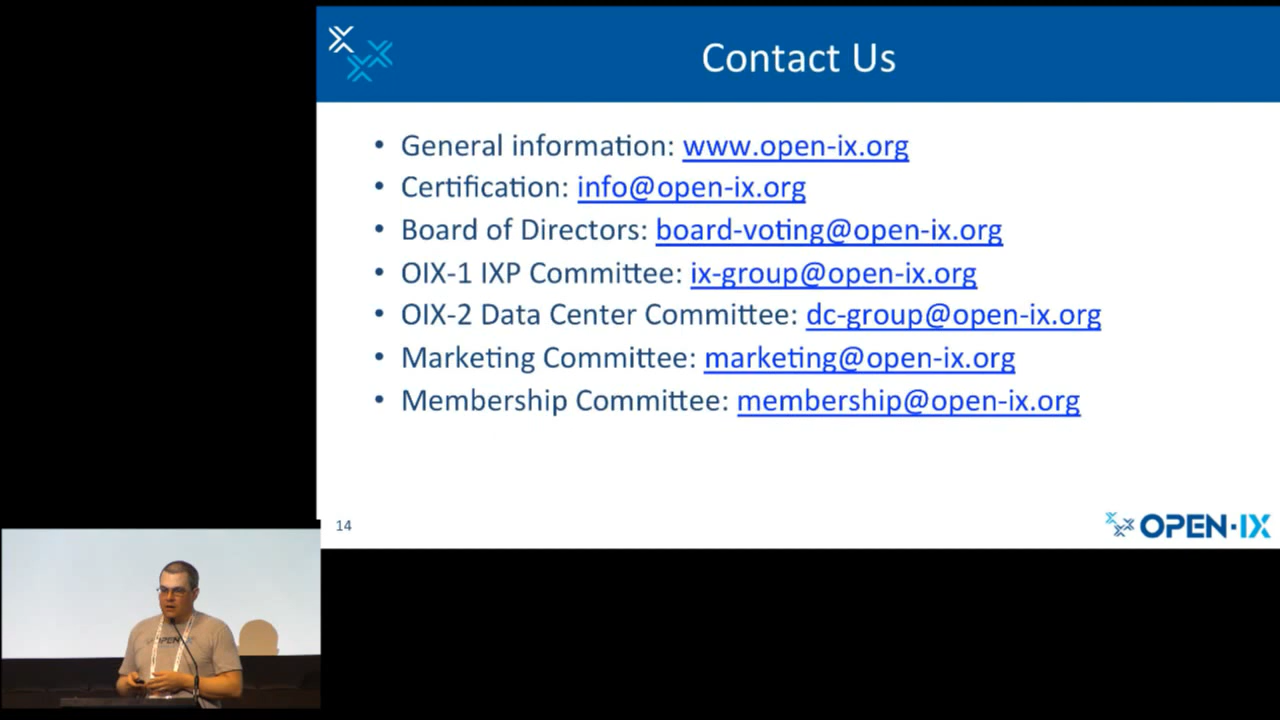 Contact Us
• General information: www.open-ix.org
• Certification: info@open-ix.org
• Board of Directors: board-voting@open-ix.org
• OIX-1 IXP Committee: ix-group@open-ix.org
• OIX-2 Data Center Committee: dc-group@open-ix.org
• Marketing Committee: marketing@open-ix.org
• Membership Committee: membership@open-ix.org
14
OPEN·IX
OPEN·IX